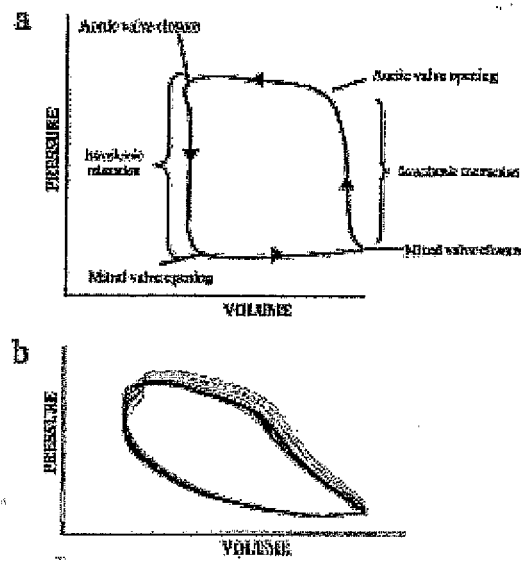 a
Aortic valve closure
Aortic valve opening
PRESSURE
Isovolumic
relaxation
Isovolumic contraction
Mitral valve closure
Mitral valve opening
VOLUME
b
PRESSURE
VOLUME